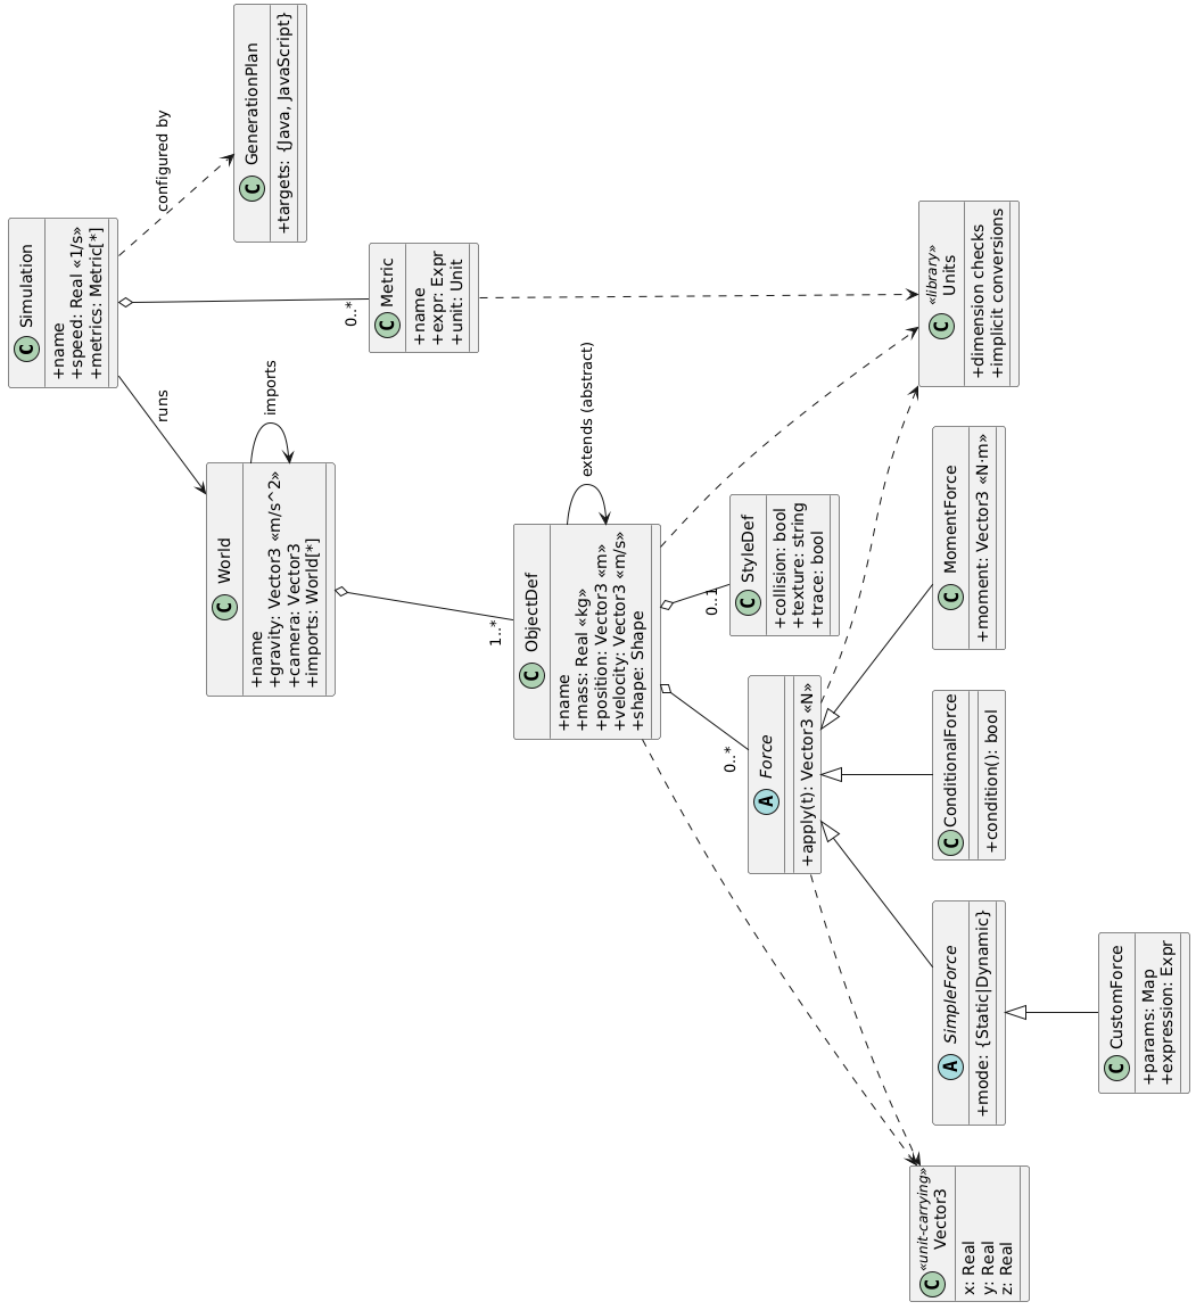 C Simulation
+name
+speed: Real «1/s»
+metrics: Metric[*]
configured by
C GenerationPlan
+targets: {Java, JavaScript}
runs
C World
+name
+gravity: Vector3 «m/s^2»
+camera: Vector3
+imports: World[*]
imports
0..*
C Metric
+name
+expr: Expr
+unit: Unit
1..*
C ObjectDef
+name
+mass: Real «kg»
+position: Vector3 «m»
+velocity: Vector3 «m/s»
+shape: Shape
extends (abstract)
0..1
C StyleDef
+collision: bool
+texture: string
+trace: bool
0..*
A Force
+apply(t): Vector3 «N»
C «unit-carrying»
Vector3
x: Real
y: Real
z: Real
A SimpleForce
+mode: {Static|Dynamic}
C ConditionalForce
+condition(): bool
C MomentForce
+moment: Vector3 «N·m»
C «library»
Units
+dimension checks
+implicit conversions
C CustomForce
+params: Map
+expression: Expr